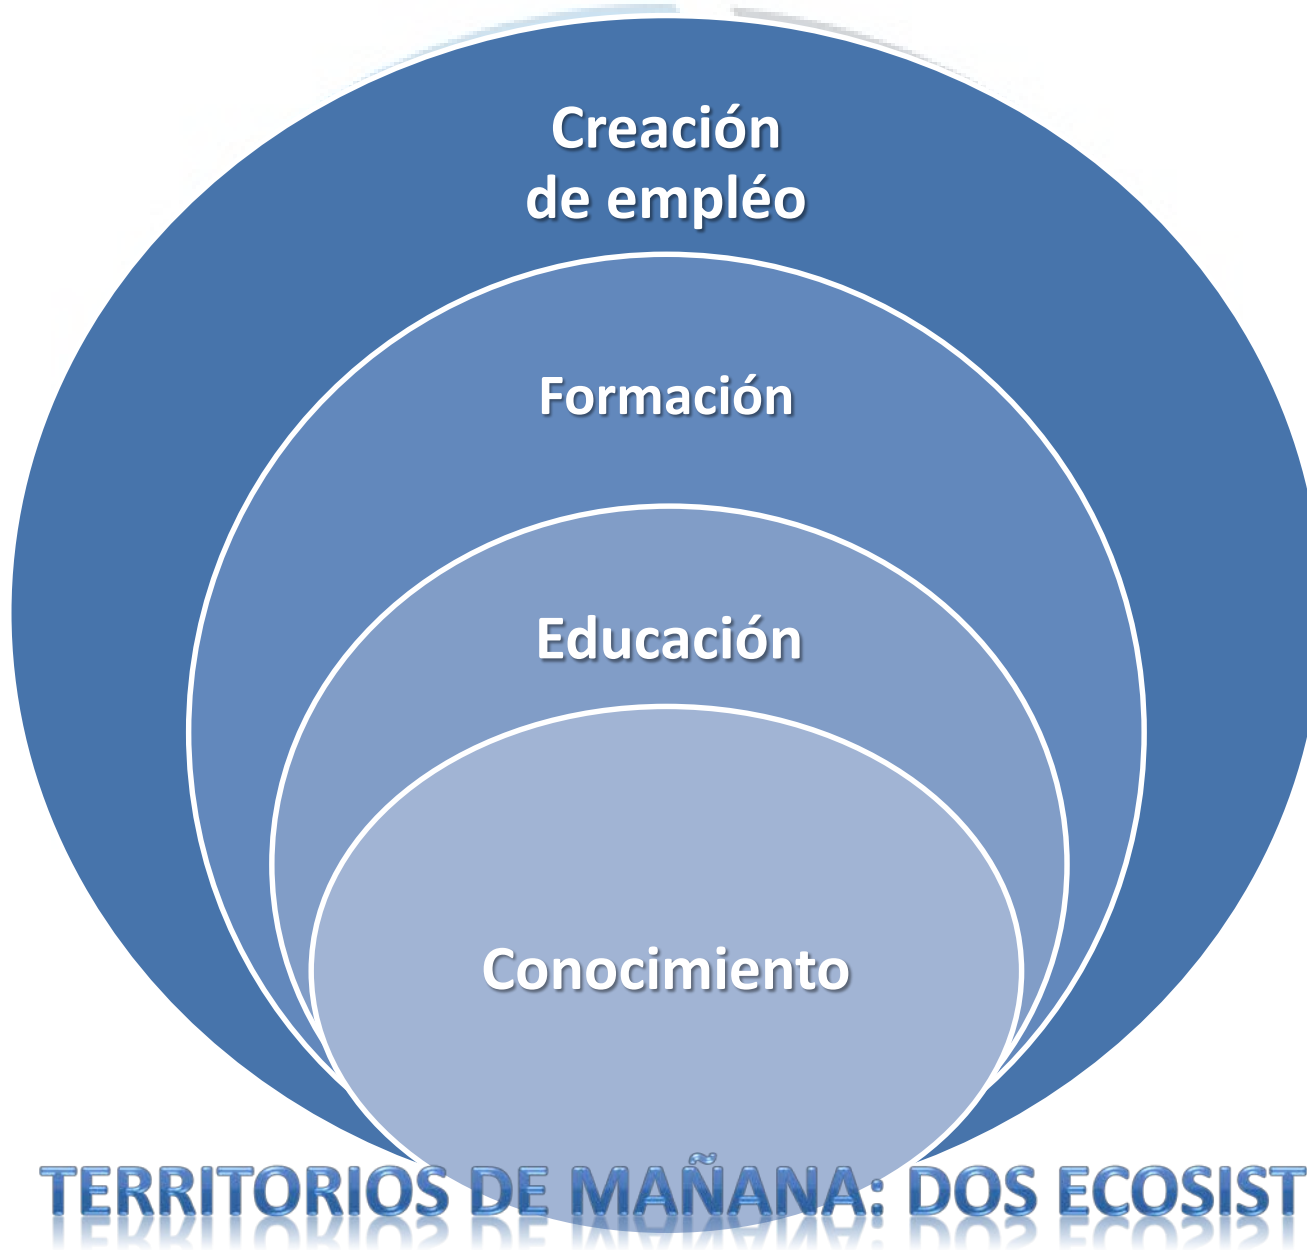 Creación
de empléo
Formación
Educación
Conocimiento
TERRITORIOS DE MAÑANA: DOS ECOSIST